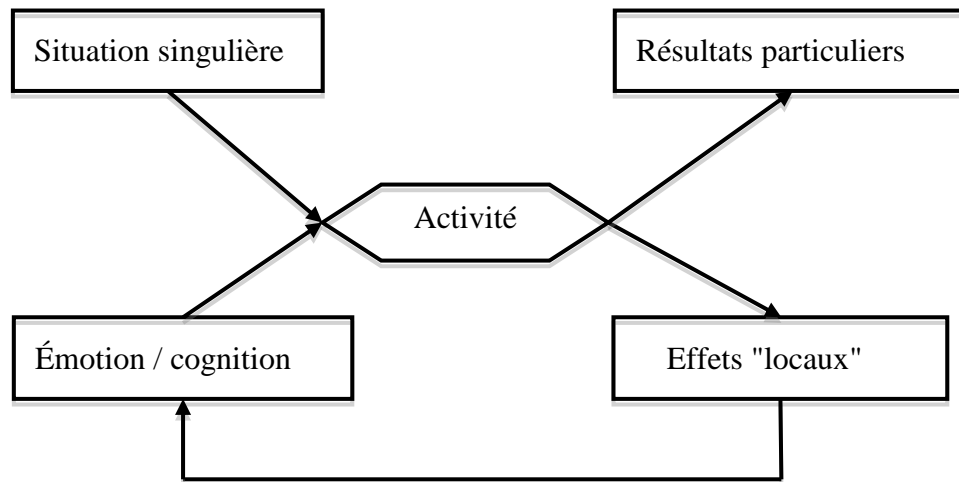 Situation singulière
Résultats particuliers
Activité
Émotion / cognition
Effets "locaux"